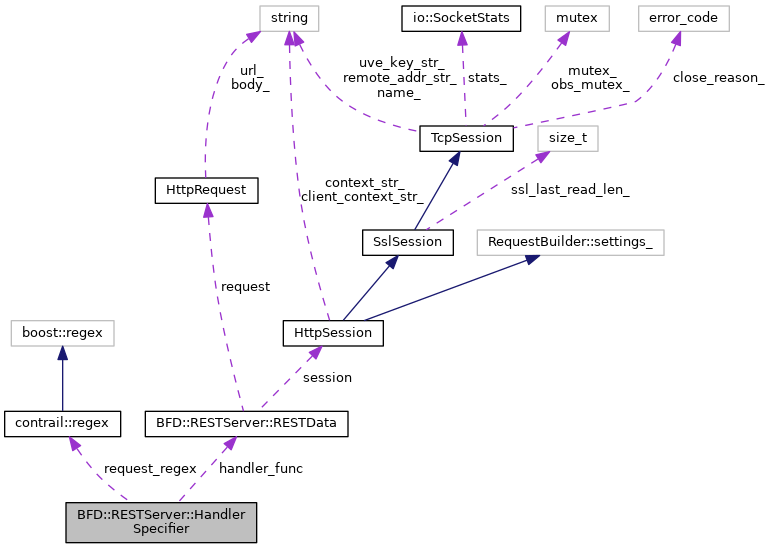 string
io::SocketStats
mutex
error_code
url_
body_
uve_key_str_
remote_addr_str_
name_
stats_
mutex_
obs_mutex_
close_reason_
TcpSession
size_t
HttpRequest
context_str_
client_context_str_
ssl_last_read_len_
SslSession
RequestBuilder::settings_
request
boost::regex
HttpSession
session
contrail::regex
BFD::RESTServer::RESTData
request_regex
handler_func
BFD::RESTServer::Handler
Specifier